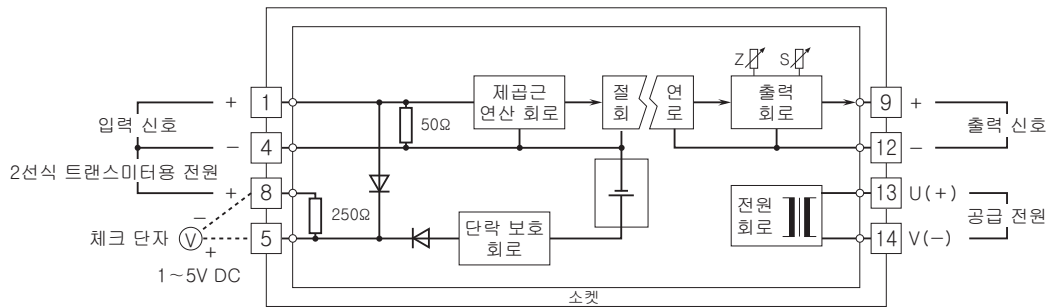 Z S
+ 1 제곱근 연산 회로 절 회 연 로 출력 회로 9 +
입력 신호 50Ω 출력 신호
− 4 12 −
2선식 트랜스미터용 전원
+ 8 13 U(+)
− 250Ω 전원 회로 공급 전원
체크 단자 V 5 단락 보호 회로 14 V(−)
+
1~5V DC
소켓